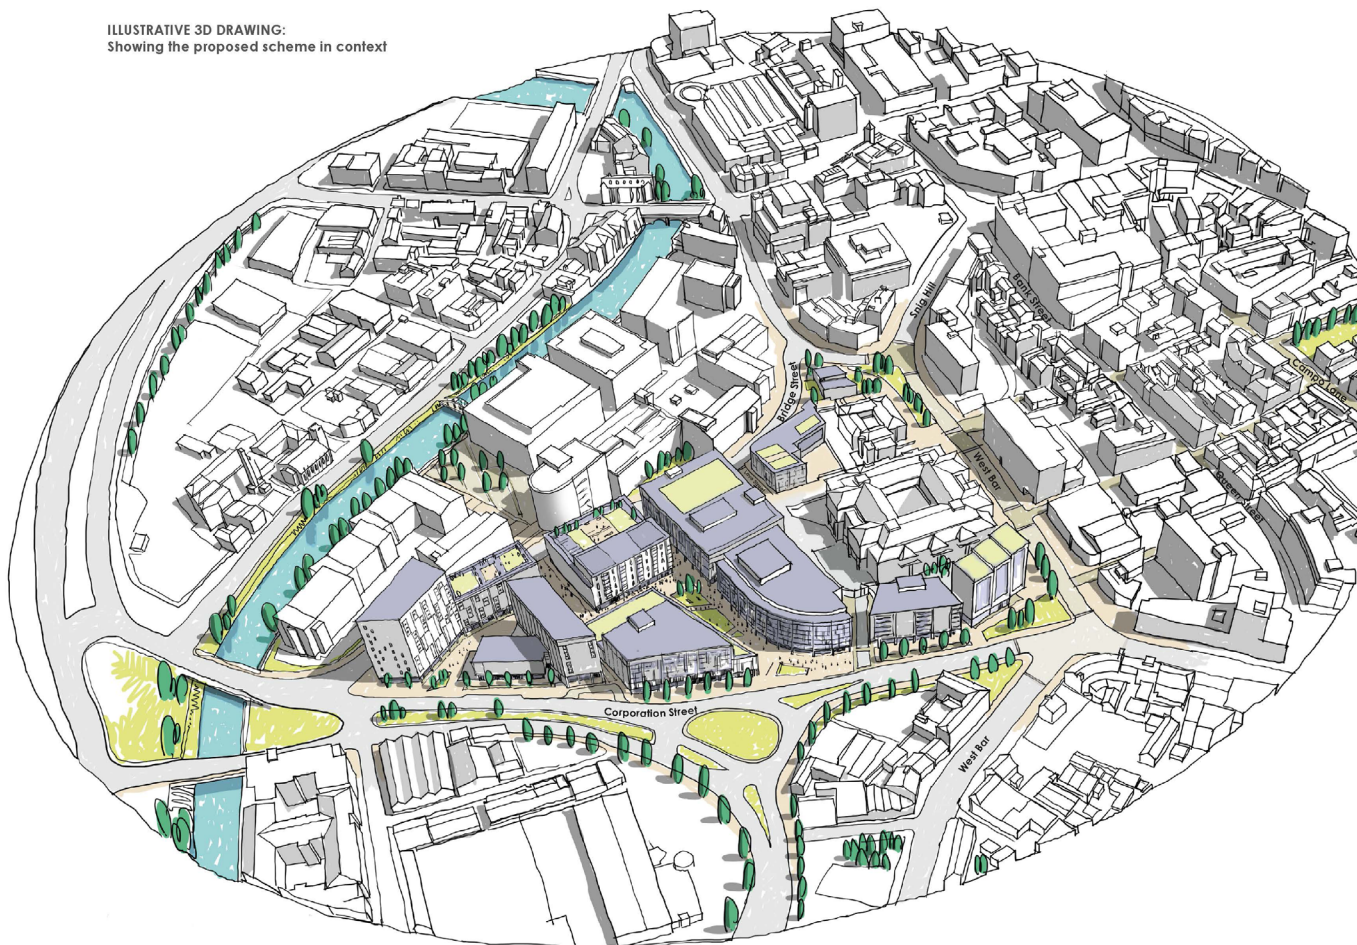 ILLUSTRATIVE 3D DRAWING:
Showing the proposed scheme in context
Snig Hill
Bank Street
Campo Lane
Bridge Street
West Bar
Queen Street
Corporation Street
West Bar